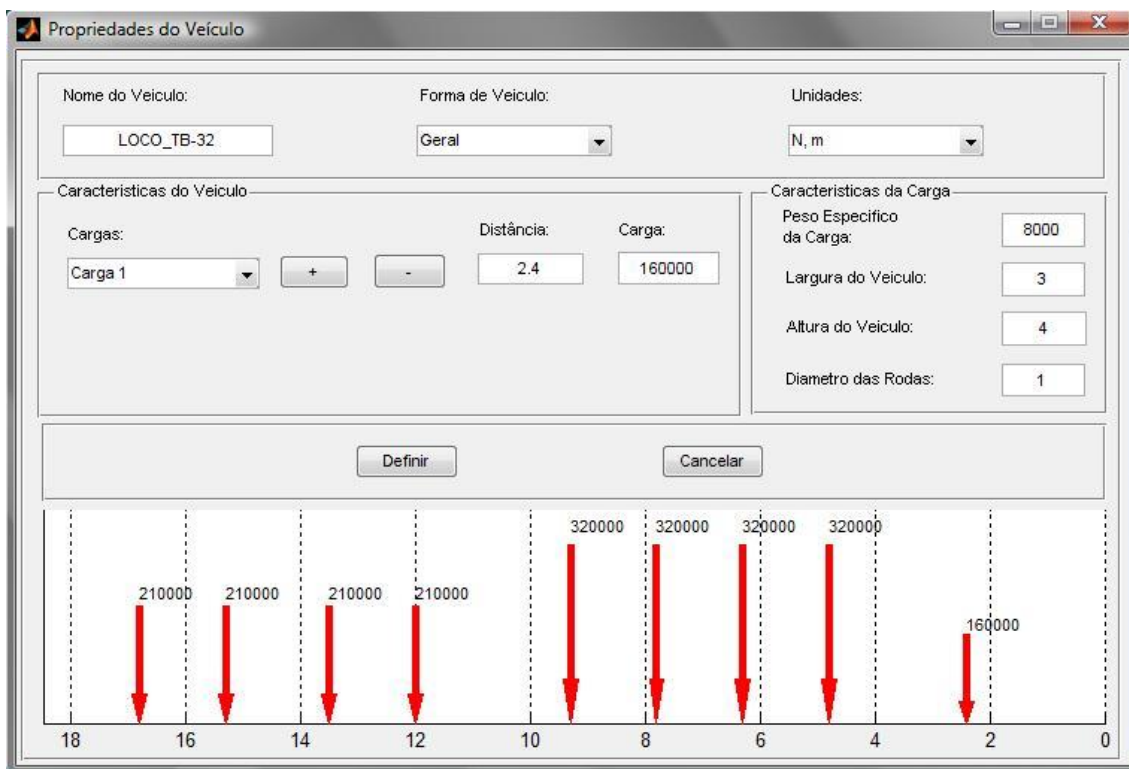 Propriedades do Veículo
Nome do Veiculo: Forma de Veiculo: Unidades:
LOCO_TB-32 Geral N, m
Caracteristicas do Veiculo
Cargas: Distância: Carga:
Carga 1 + - 2.4 160000
Caracteristicas da Carga
Peso Especifico
da Carga: 8000
Largura do Veiculo: 3
Altura do Veiculo: 4
Diametro das Rodas: 1
Definir Cancelar
320000 320000 320000 320000
210000 210000 210000 210000
160000
18 16 14 12 10 8 6 4 2 0